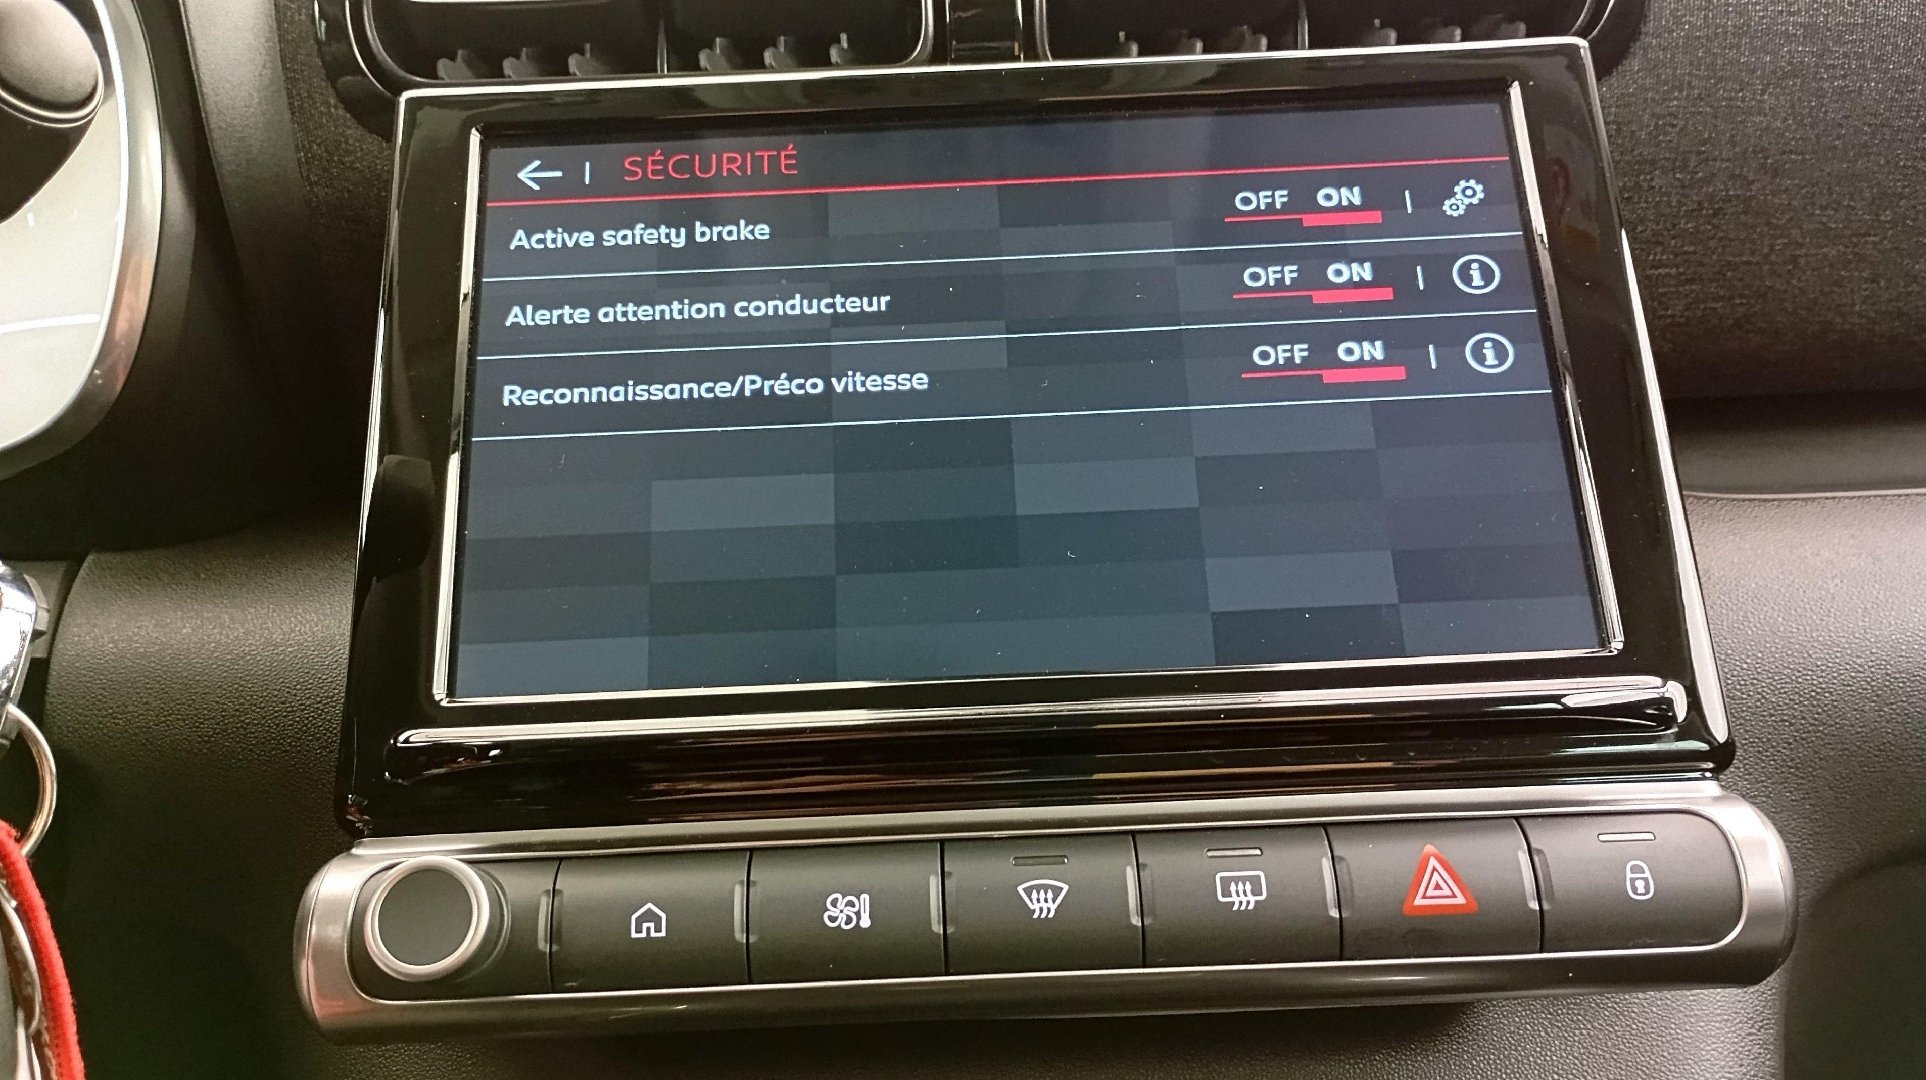 SÉCURITÉ
Active safety brake OFF ON
Alerte attention conducteur OFF ON
Reconnaissance/Préco vitesse OFF ON